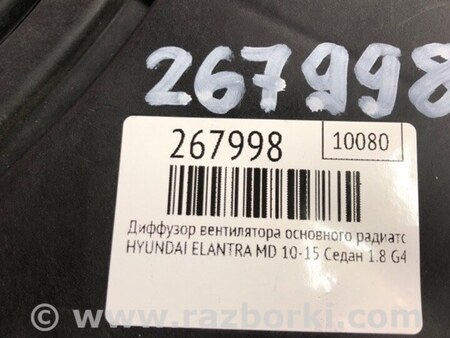 267998
267998
10080
Диффузор вентилятора основного радиатс
HYUNDAI ELANTRA MD 10-15 Седан 1.8 G4
© www.razborki.com